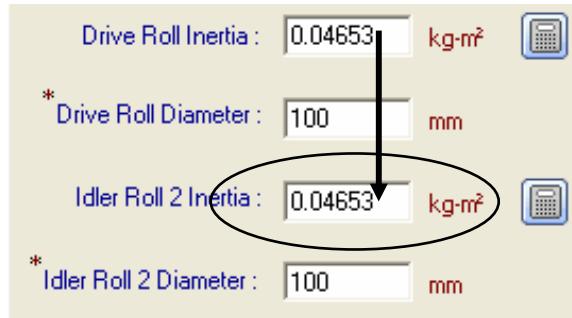 Drive Roll Inertia : 0.04653 kg-m²
*Drive Roll Diameter : 100 mm
Idler Roll 2 Inertia : 0.04653 kg-m²
*Idler Roll 2 Diameter : 100 mm